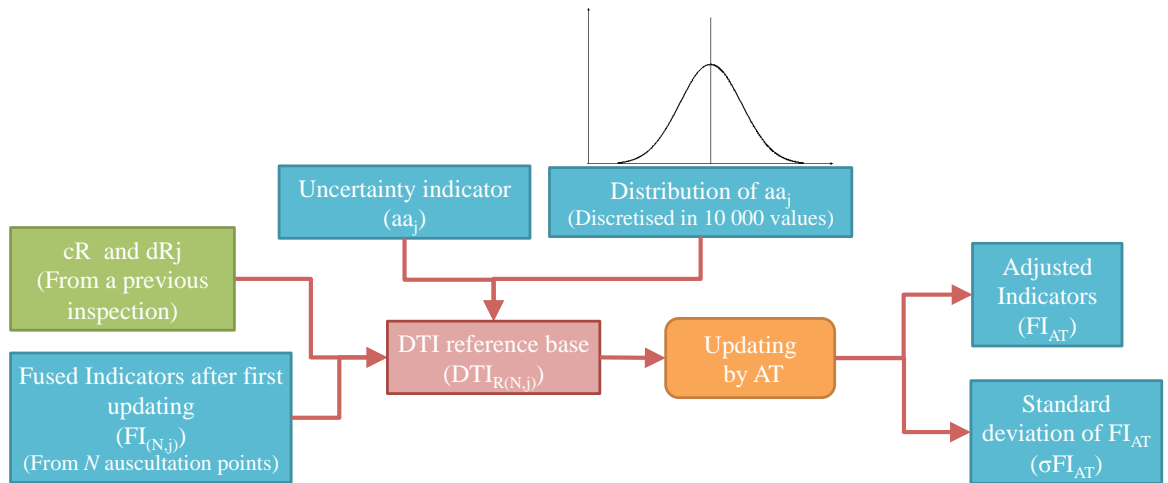 Uncertainty indicator
(aaj)
Distribution of aaj
(Discretised in 10 000 values)
cR and dRj
(From a previous
inspection)
Fused Indicators after first
updating
(FI(N,j))
(From N auscultation points)
DTI reference base
(DTIR(N,j))
Updating
by AT
Adjusted
Indicators
(FIAT)
Standard
deviation of FIAT
(σFIAT)